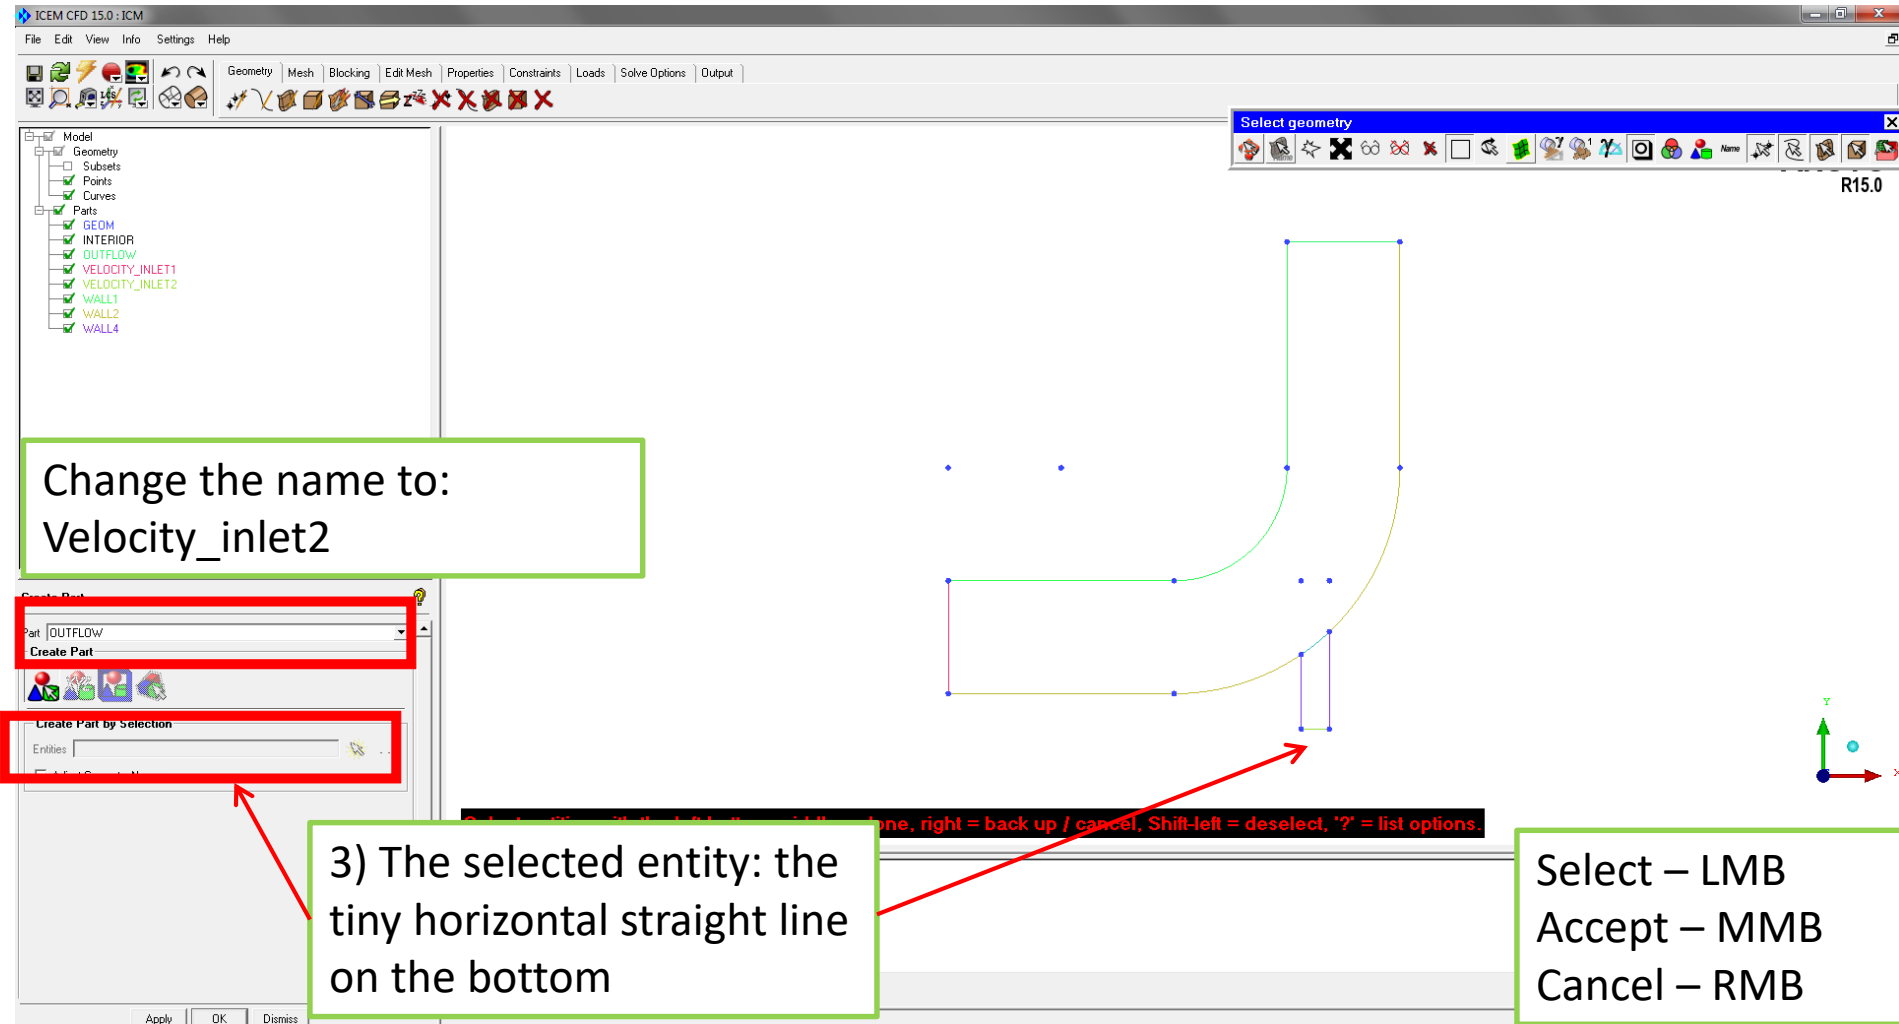 ICEM CFD 15.0 : ICM
File Edit View Info Settings Help
Geometry Mesh Blocking Edit Mesh Properties Constraints Loads Solve Options Output
Select geometry
Name
R15.0
Model
Geometry
Subsets
Points
Curves
Parts
GEOM
INTERIOR
OUTFLOW
VELOCITY_INLET1
VELOCITY_INLET2
WALL1
WALL2
WALL4
Change the name to:
Velocity_inlet2
Create Part
Part OUTFLOW
Create Part
Create Part by Selection
Entities
3) The selected entity: the
tiny horizontal straight line
on the bottom
right = back up / cancel, Shift-left = deselect, '?' = list options.
Select – LMB
Accept – MMB
Cancel – RMB
Y
X
Apply OK Dismiss